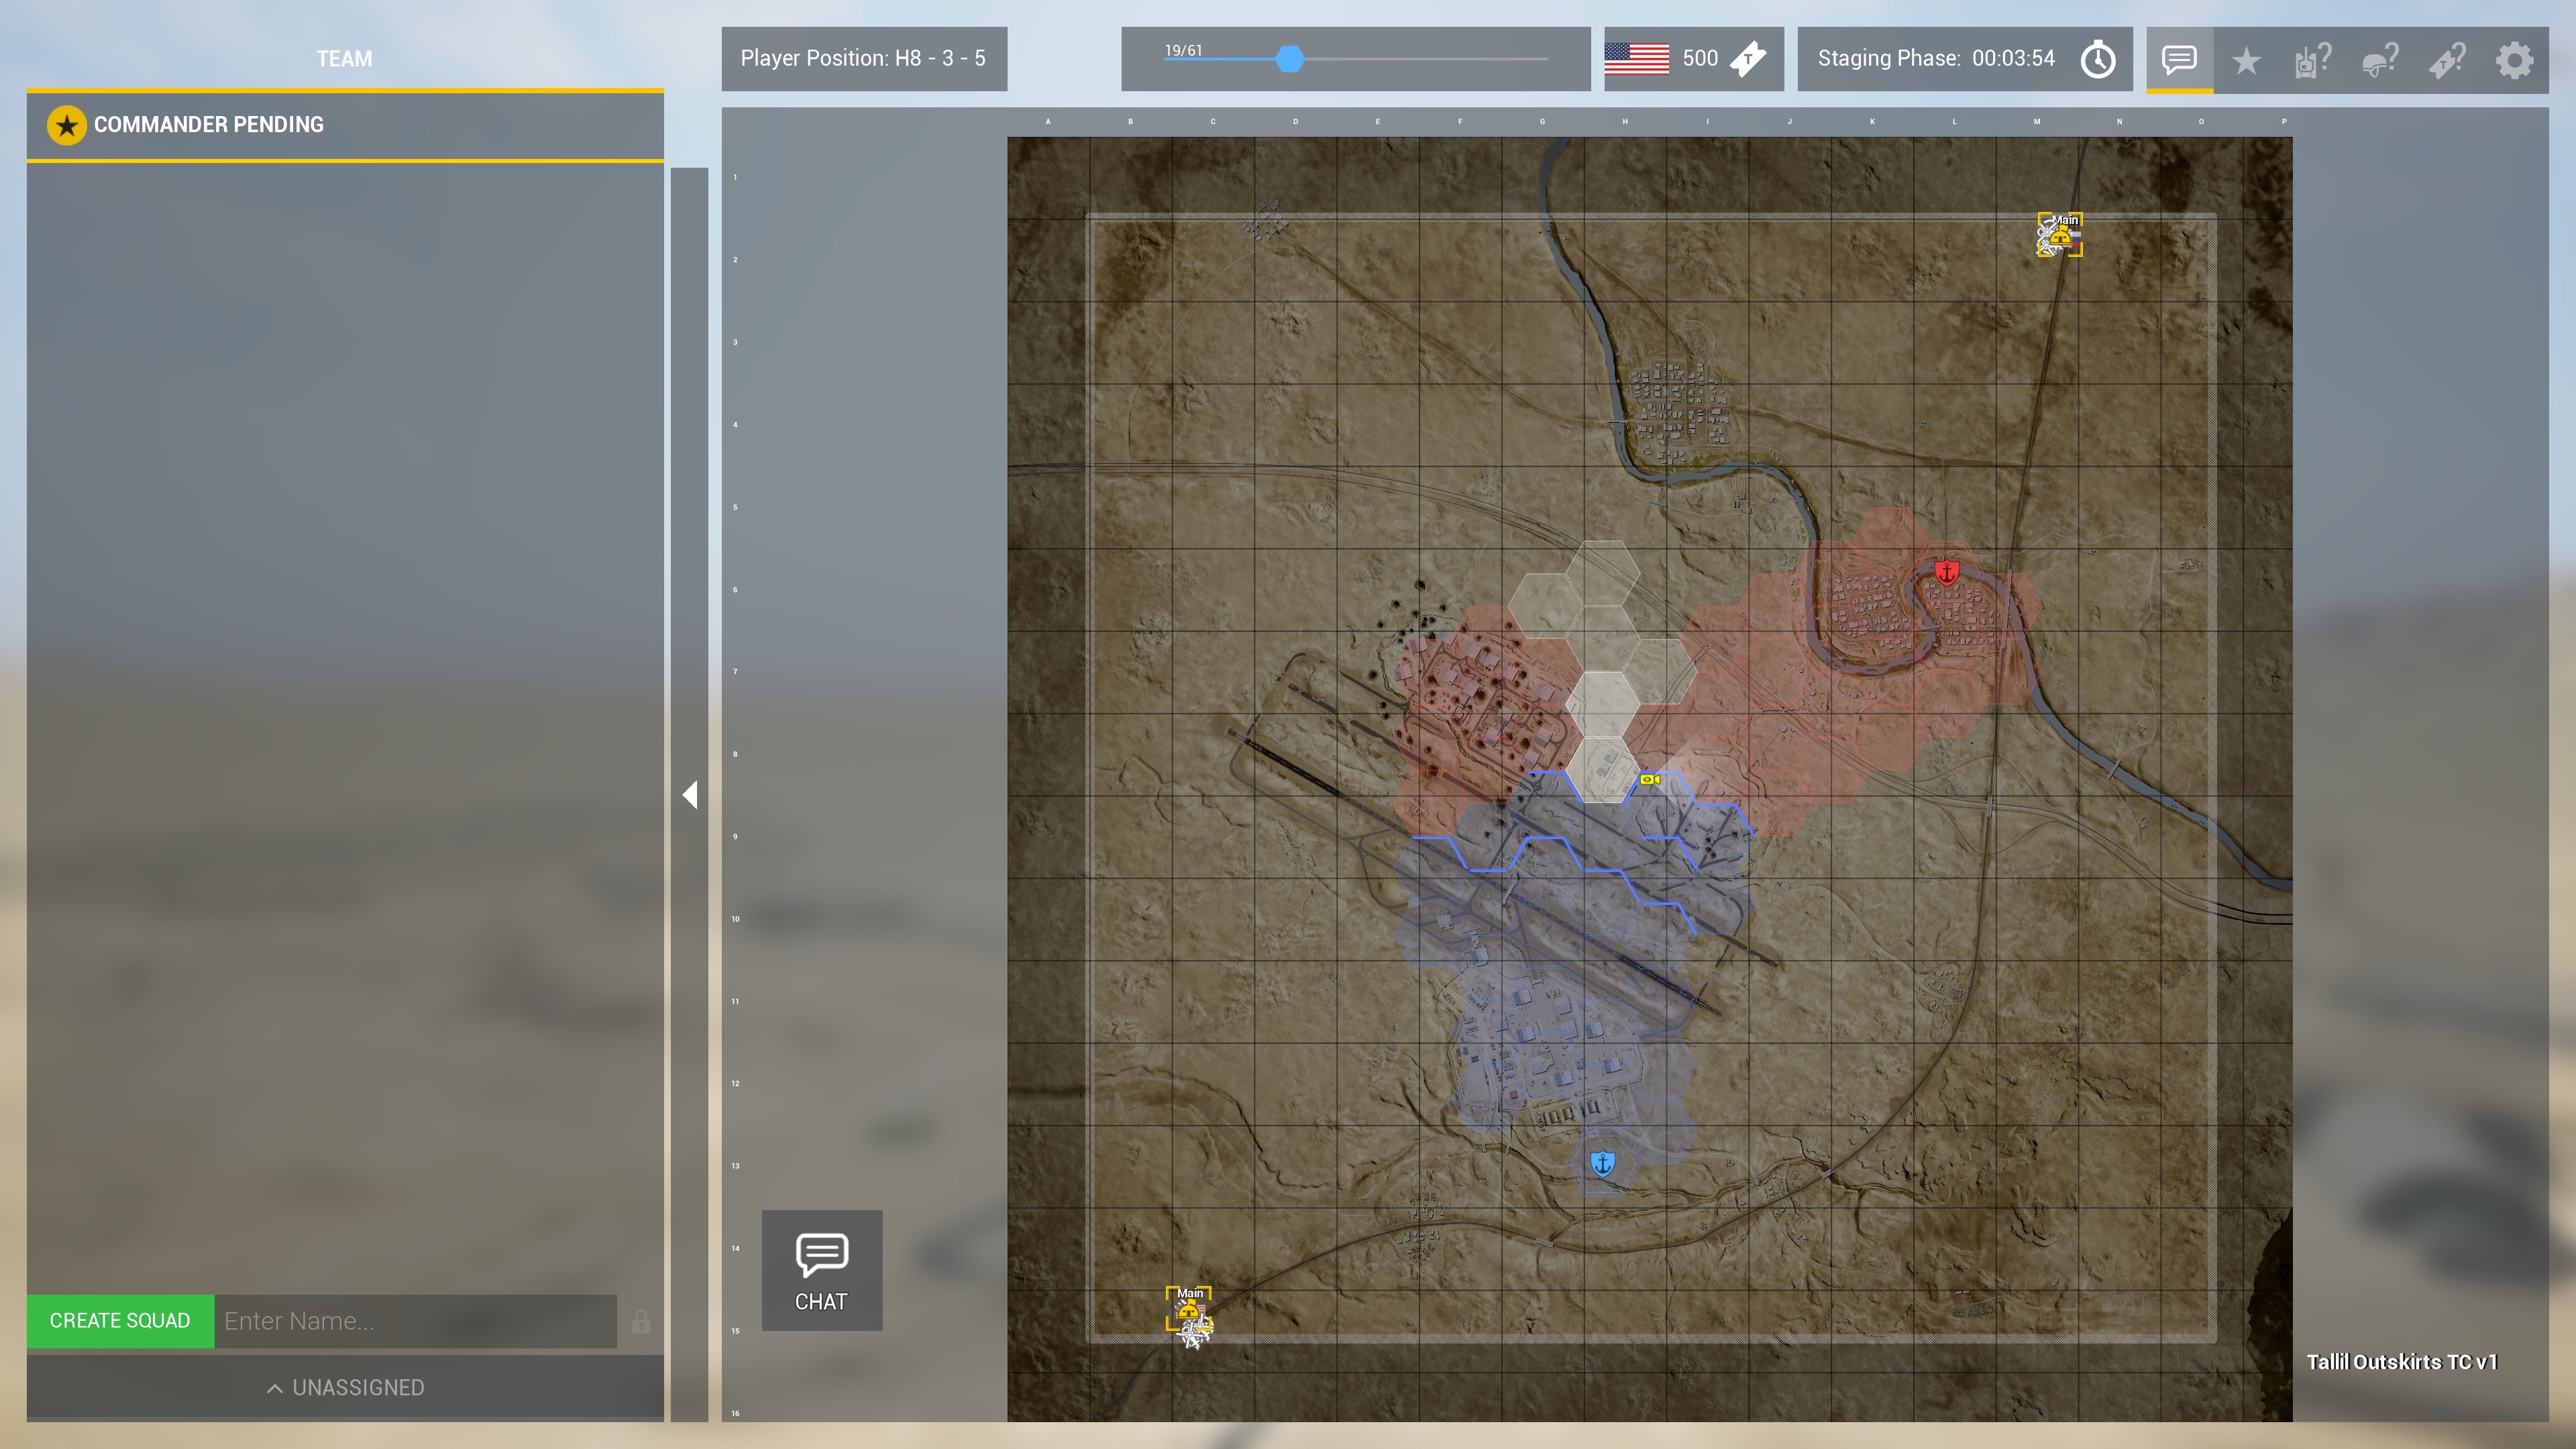 TEAM
Player Position: H8 - 3 - 5
19/61
500
T
Staging Phase: 00:03:54
?
?
T?
COMMANDER PENDING
A B C D E F G H I J K L M N O P
1
Main
2
3
4
5
6
7
8
9
10
11
12
13
14
CHAT
Main
CREATE SQUAD
Enter Name...
15
Tallil Outskirts TC v1
UNASSIGNED
16